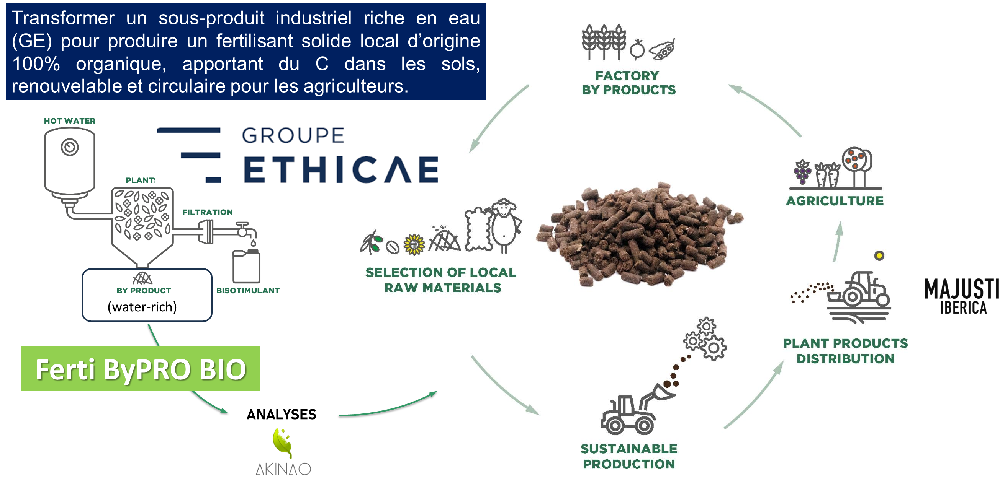 Transformer un sous-produit industriel riche en eau
(GE) pour produire un fertilisant solide local d’origine
100% organique, apportant du C dans les sols,
renouvelable et circulaire pour les agriculteurs.
FACTORY
BY PRODUCTS
HOT WATER
GROUPE
ETHICAE
PLANTS
FILTRATION
AGRICULTURE
SELECTION OF LOCAL
RAW MATERIALS
BY PRODUCT
(water-rich)
BISOTIMULANT
MAJUSTI
IBERICA
PLANT PRODUCTS
DISTRIBUTION
Ferti ByPRO BIO
ANALYSES
AKINAO
SUSTAINABLE
PRODUCTION